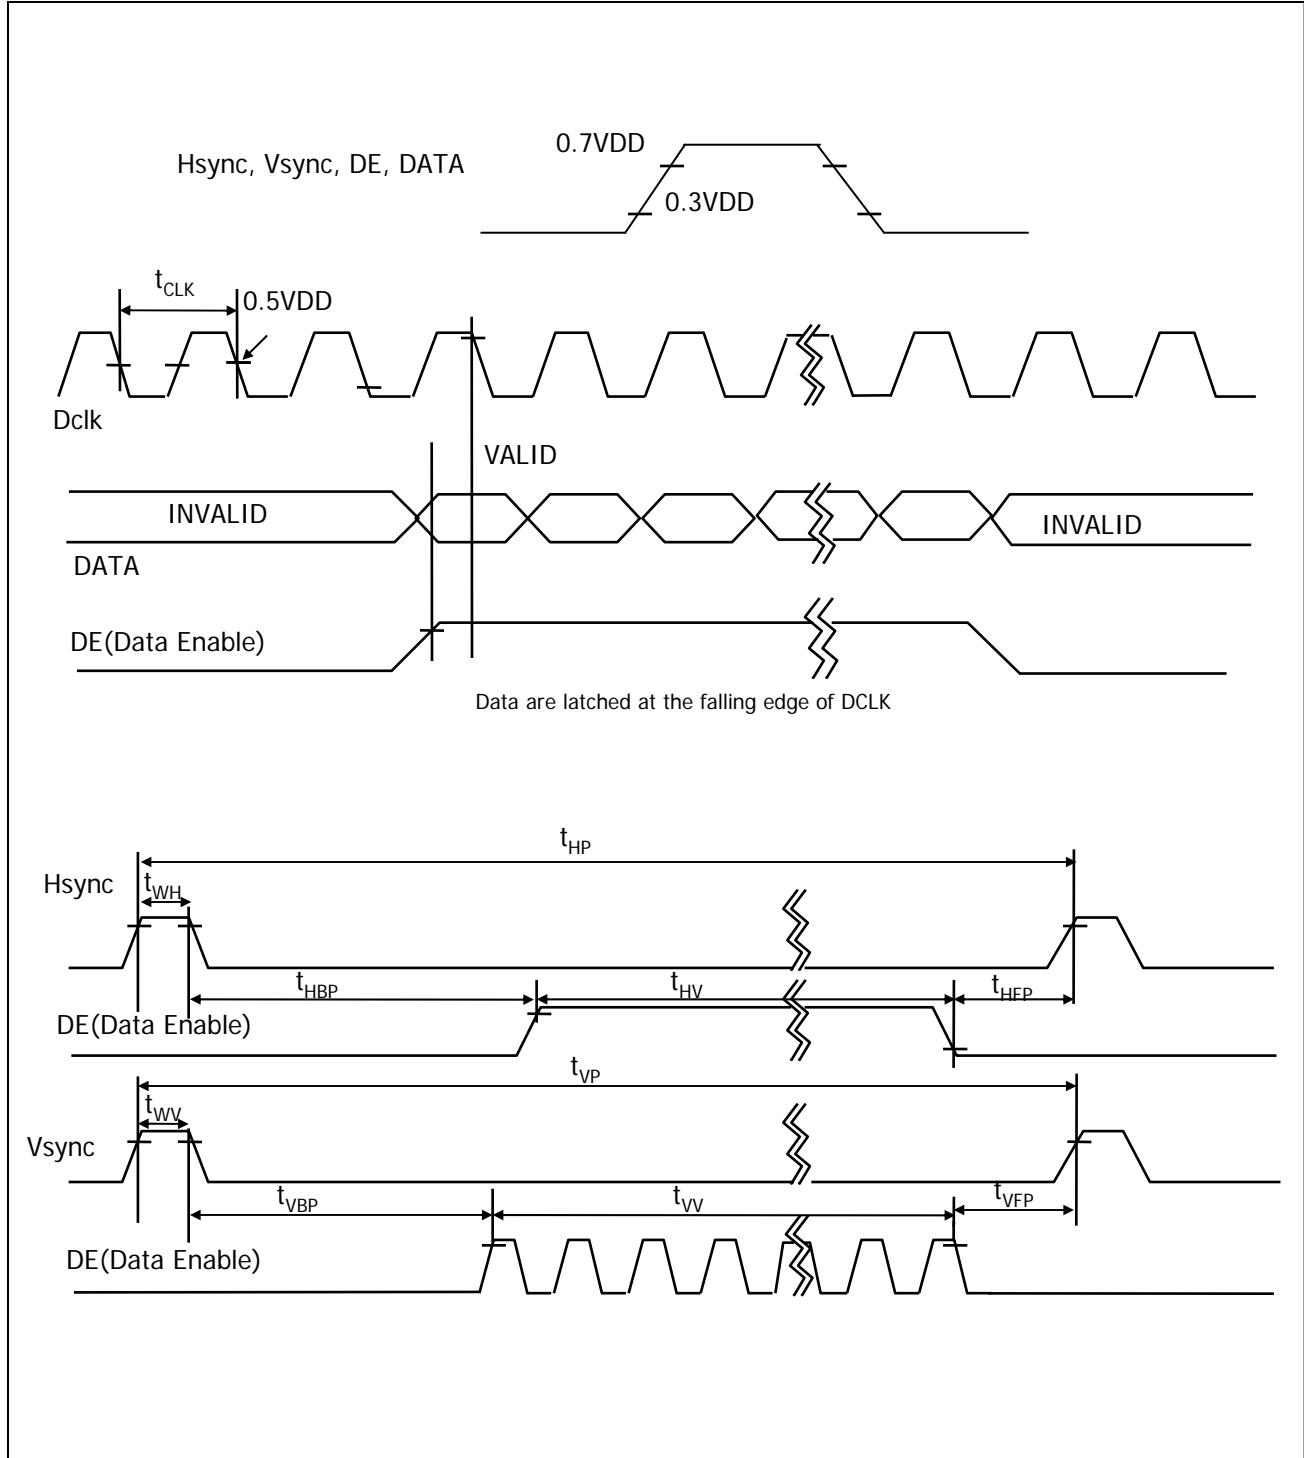 0.7VDD
Hsync, Vsync, DE, DATA
0.3VDD
tCLK
0.5VDD
Dclk
VALID
INVALID
INVALID
DATA
DE(Data Enable)
Data are latched at the falling edge of DCLK
tHP
Hsync
tWH
tHBP
tHV
tHFP
DE(Data Enable)
tVP
tWV
Vsync
tVBP
tVV
tVFP
DE(Data Enable)